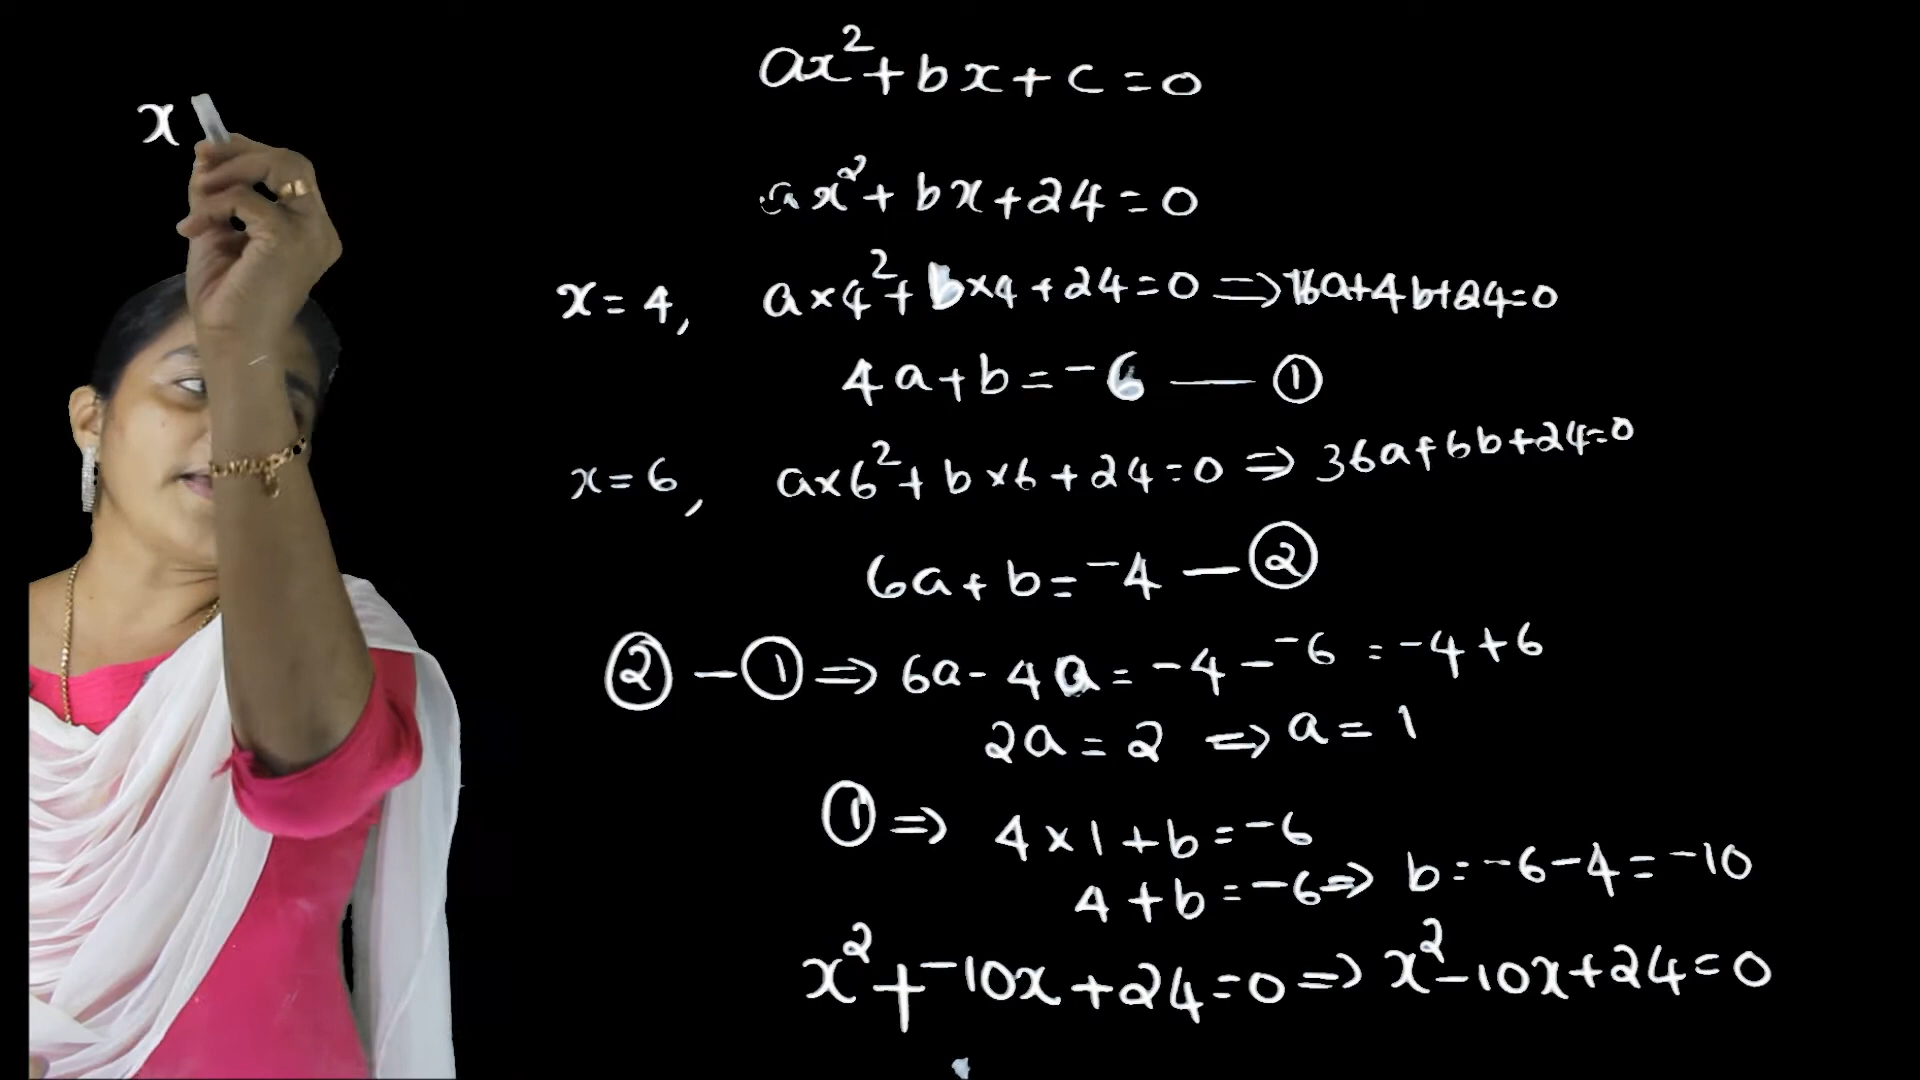 x
ax²+bx+c=0
ax²+bx+24=0
x=4, a×4²+b×4+24=0 ⇒ 16a+4b+24=0
4a+b=⁻6 — ①
x=6, a×6²+b×6+24=0 ⇒ 36a+6b+24=0
6a+b=⁻4 — ②
② - ① ⇒ 6a-4a=-4-⁻6=-4+6
2a=2 ⇒ a=1
① ⇒ 4×1+b=⁻6
4+b=⁻6 ⇒ b=⁻6-4=⁻10
x²+⁻10x+24=0 ⇒ x²-10x+24=0